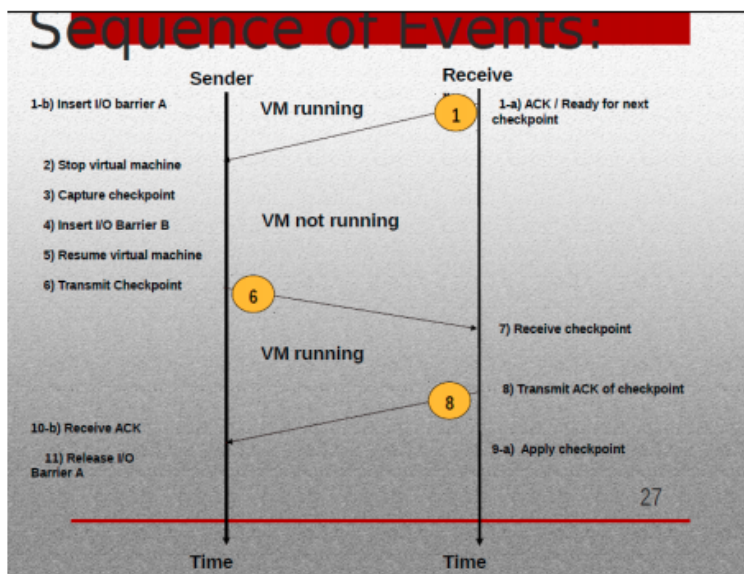 Sequence of Events:
Sender
Receive
1-b) Insert I/O barrier A
VM running
1
1-a) ACK / Ready for next
checkpoint
2) Stop virtual machine
3) Capture checkpoint
4) Insert I/O Barrier B
VM not running
5) Resume virtual machine
6) Transmit Checkpoint
6
7) Receive checkpoint
VM running
8) Transmit ACK of checkpoint
8
10-b) Receive ACK
9-a) Apply checkpoint
11) Release I/O
Barrier A
27
Time
Time